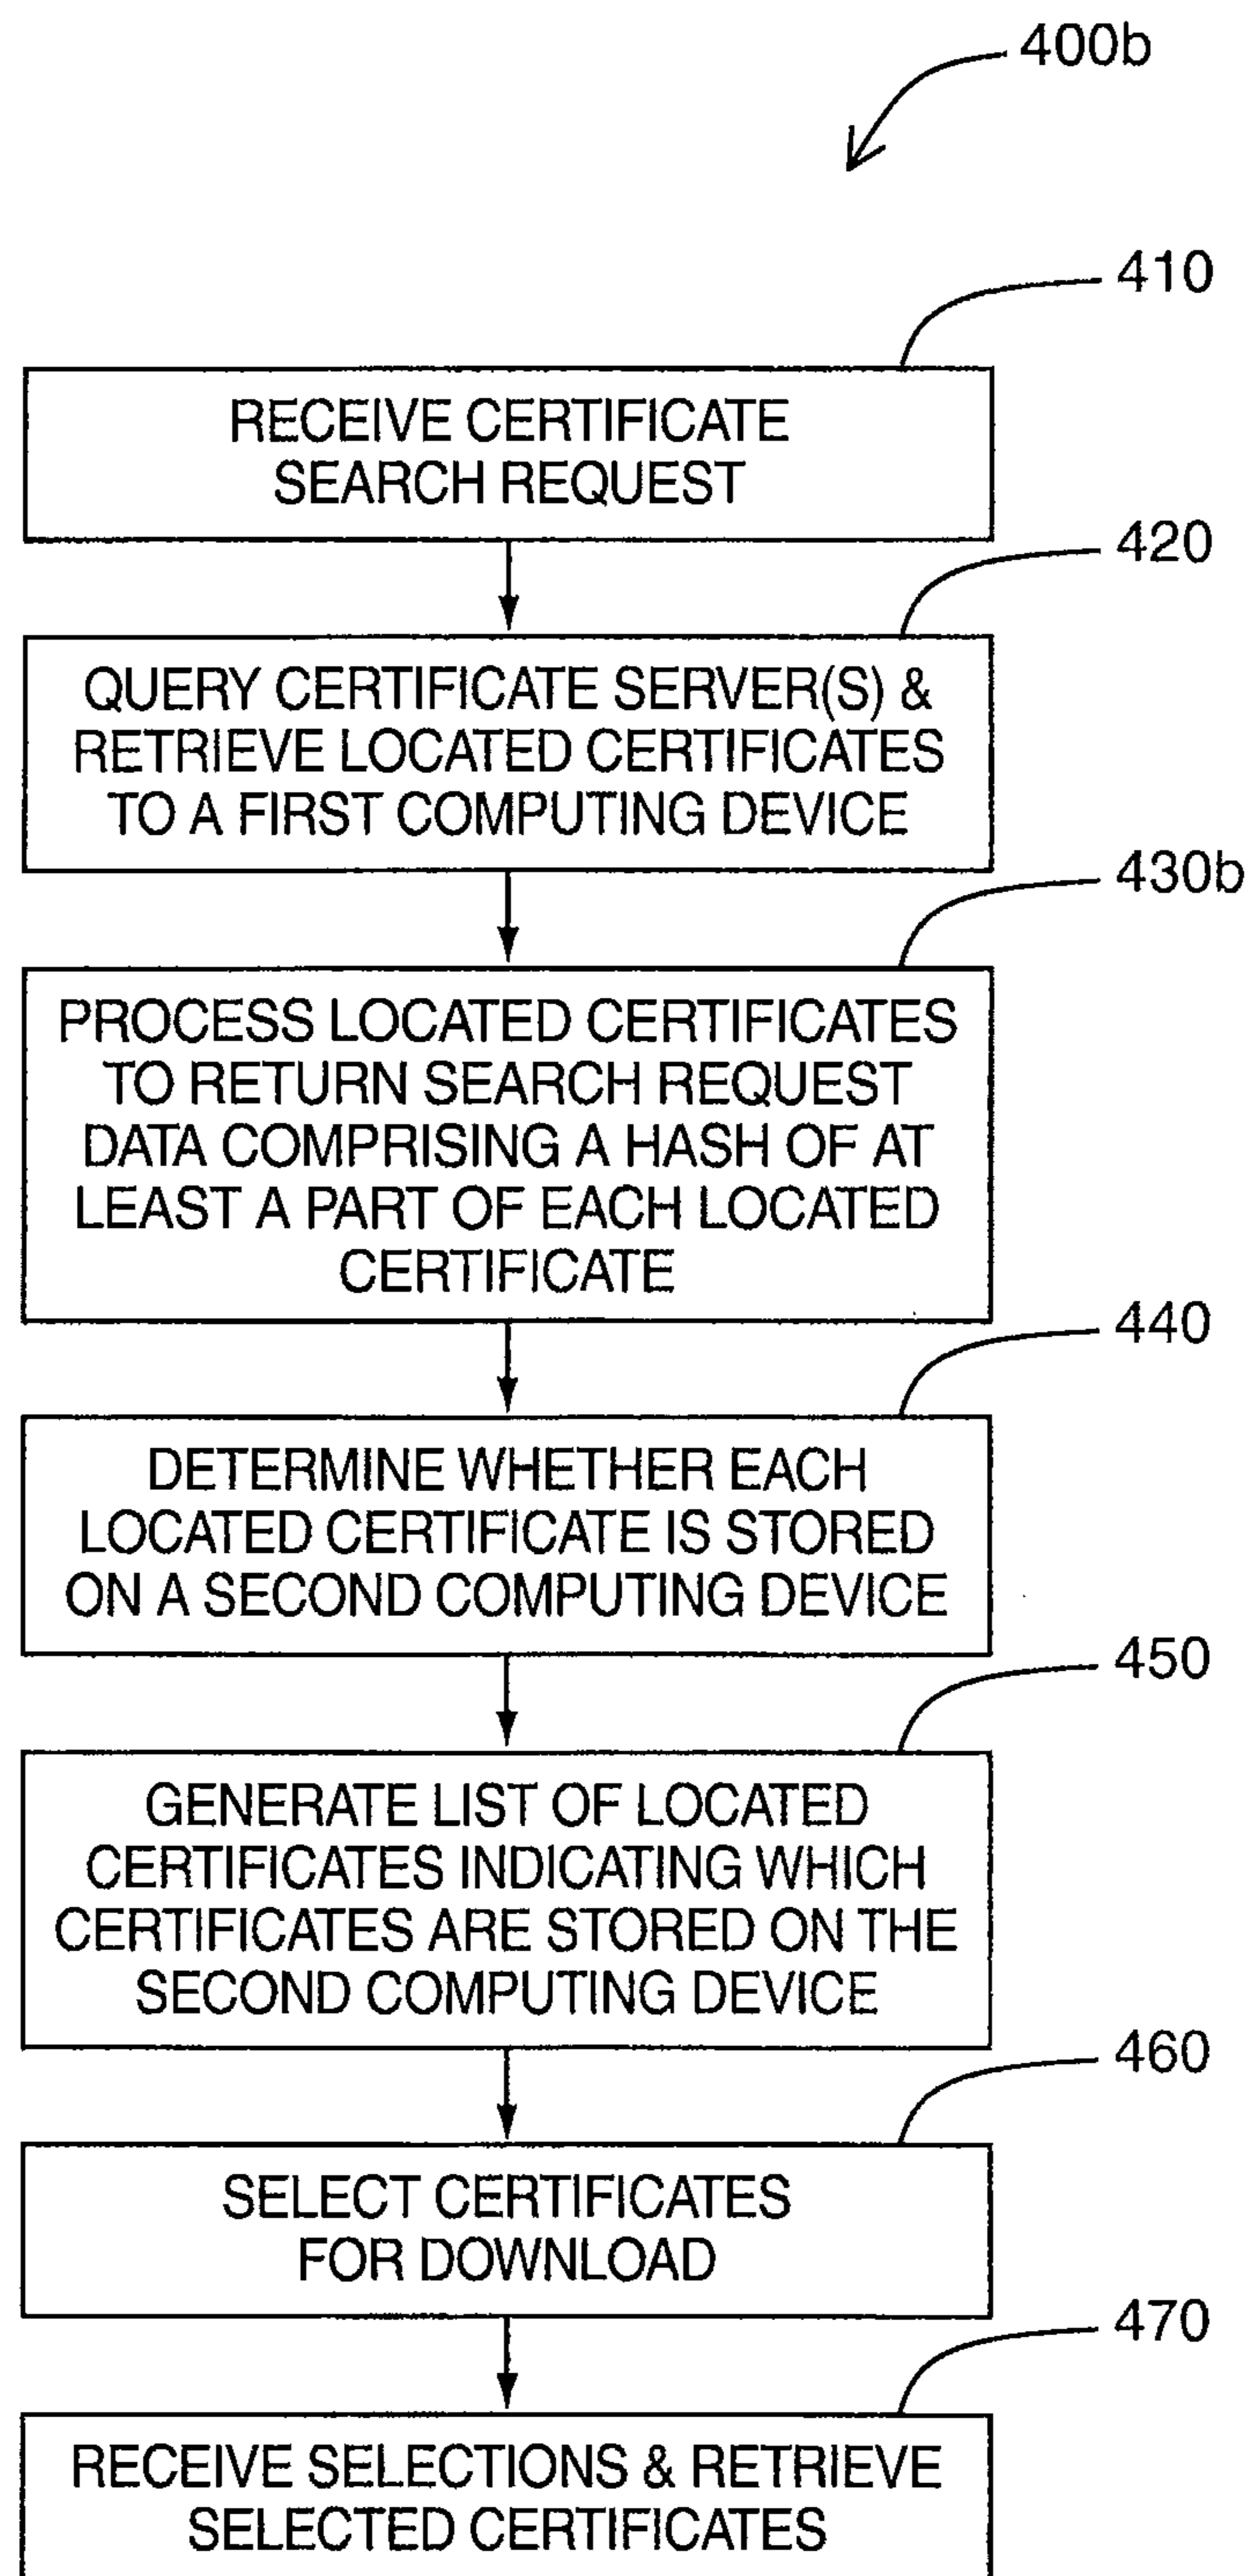 400b
410
RECEIVE CERTIFICATE
SEARCH REQUEST
420
QUERY CERTIFICATE SERVER(S) &
RETRIEVE LOCATED CERTIFICATES
TO A FIRST COMPUTING DEVICE
430b
PROCESS LOCATED CERTIFICATES
TO RETURN SEARCH REQUEST
DATA COMPRISING A HASH OF AT
LEAST A PART OF EACH LOCATED
CERTIFICATE
440
DETERMINE WHETHER EACH
LOCATED CERTIFICATE IS STORED
ON A SECOND COMPUTING DEVICE
450
GENERATE LIST OF LOCATED
CERTIFICATES INDICATING WHICH
CERTIFICATES ARE STORED ON THE
SECOND COMPUTING DEVICE
460
SELECT CERTIFICATES
FOR DOWNLOAD
470
RECEIVE SELECTIONS & RETRIEVE
SELECTED CERTIFICATES